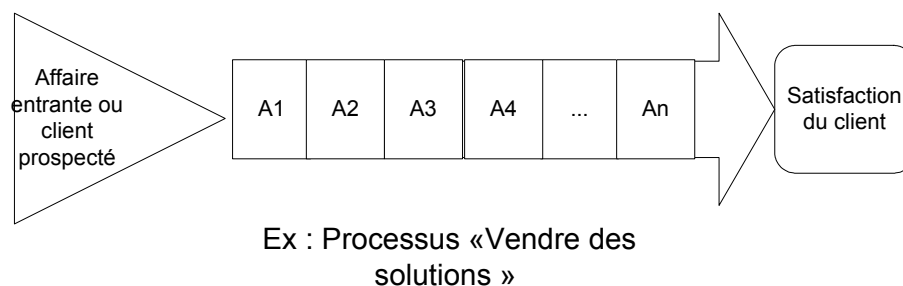 Affaire
entrante ou
client
prospecté
A1 A2 A3 A4 ... An
Satisfaction
du client
Ex : Processus «Vendre des
solutions »